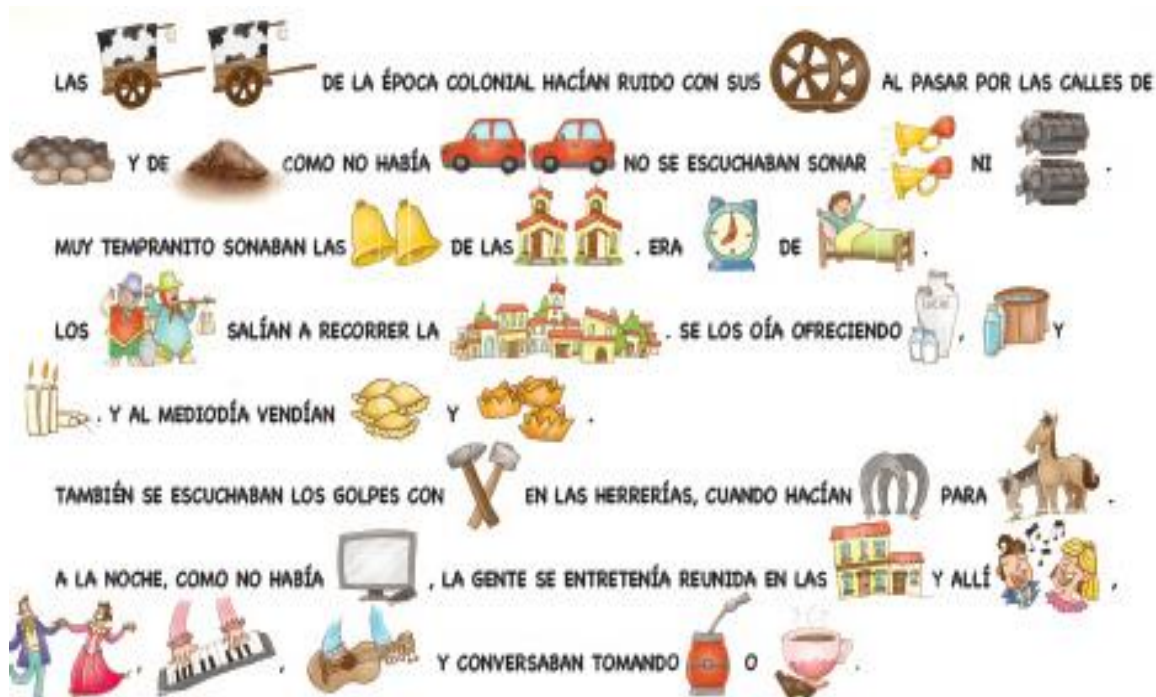 LAS DE LA ÉPOCA COLONIAL HACÍAN RUIDO CON SUS AL PASAR POR LAS CALLES DE
Y DE COMO NO HABÍA NO SE ESCUCHABAN SONAR NI .
MUY TEMPRANITO SONABAN LAS DE LAS . ERA DE .
LOS SALÍAN A RECORRER LA . SE LOS OÍA OFRECIENDO , Y
. Y AL MEDIODÍA VENDÍAN Y .
TAMBIÉN SE ESCUCHABAN LOS GOLPES CON EN LAS HERRERÍAS, CUANDO HACÍAN PARA .
A LA NOCHE, COMO NO HABÍA , LA GENTE SE ENTRETENÍA REUNIDA EN LAS Y ALLÍ ,
, , Y CONVERSABAN TOMANDO O .